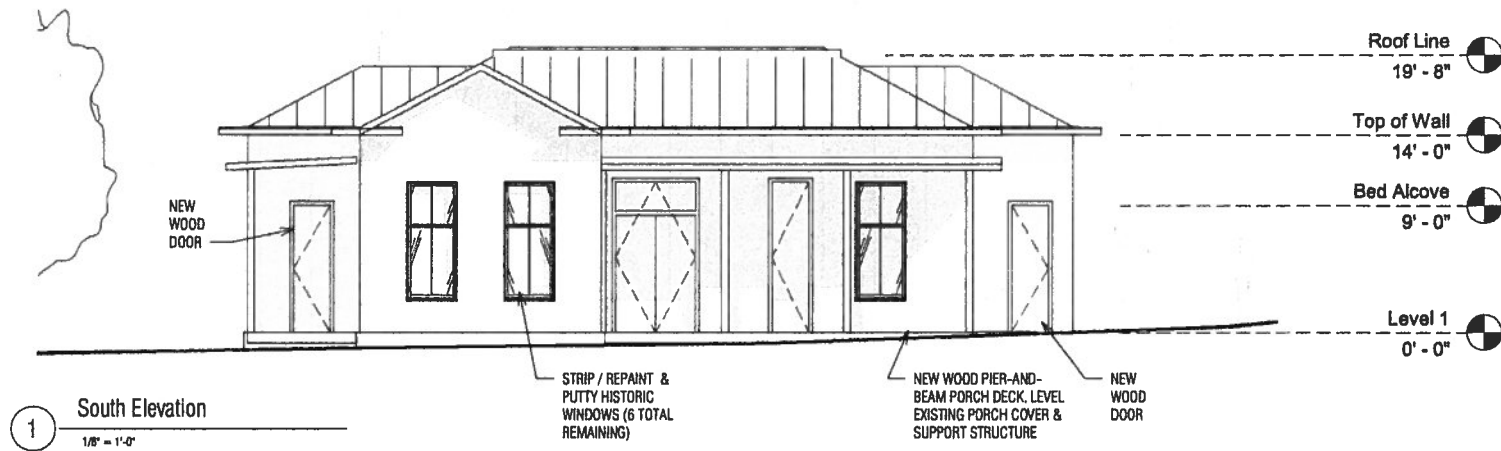 Roof Line
19' - 8"
Top of Wall
14' - 0"
Bed Alcove
9' - 0"
Level 1
0' - 0"
NEW
WOOD
DOOR
STRIP / REPAINT &
PUTTY HISTORIC
WINDOWS (6 TOTAL
REMAINING)
NEW WOOD PIER-AND-
BEAM PORCH DECK. LEVEL
EXISTING PORCH COVER &
SUPPORT STRUCTURE
NEW
WOOD
DOOR
1
South Elevation
1/8" = 1'-0"